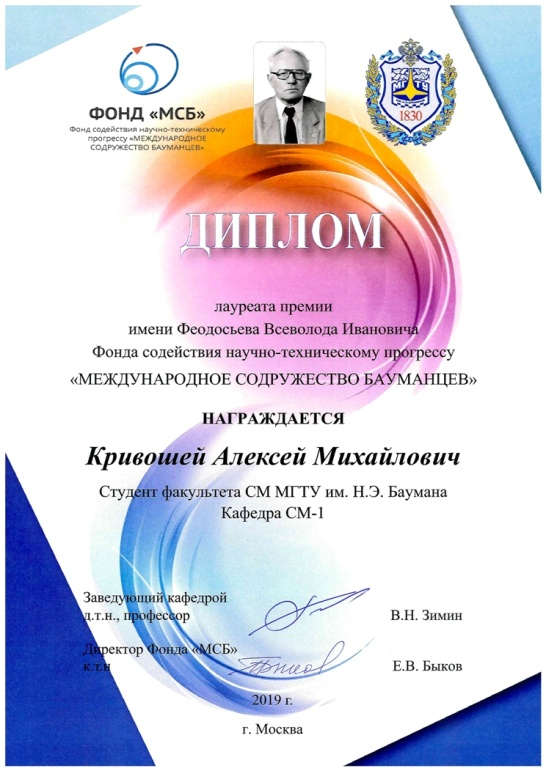 ФОНД «МСБ»
Фонд содействия научно-техническому
прогрессу «МЕЖДУНАРОДНОЕ
СОДРУЖЕСТВО БАУМАНЦЕВ»
1830
ДИПЛОМ
лауреата премии
имени Феодосьева Всеволода Ивановича
Фонда содействия научно-техническому прогрессу
«МЕЖДУНАРОДНОЕ СОДРУЖЕСТВО БАУМАНЦЕВ»
НАГРАЖДАЕТСЯ
Кривошей Алексей Михайлович
Студент факультета СМ МГТУ им. Н.Э. Баумана
Кафедра СМ-1
Заведующий кафедрой
д.т.н., профессор В.Н. Зимин
Директор Фонда «МСБ»
к.т.н Е.В. Быков
2019 г.
г. Москва